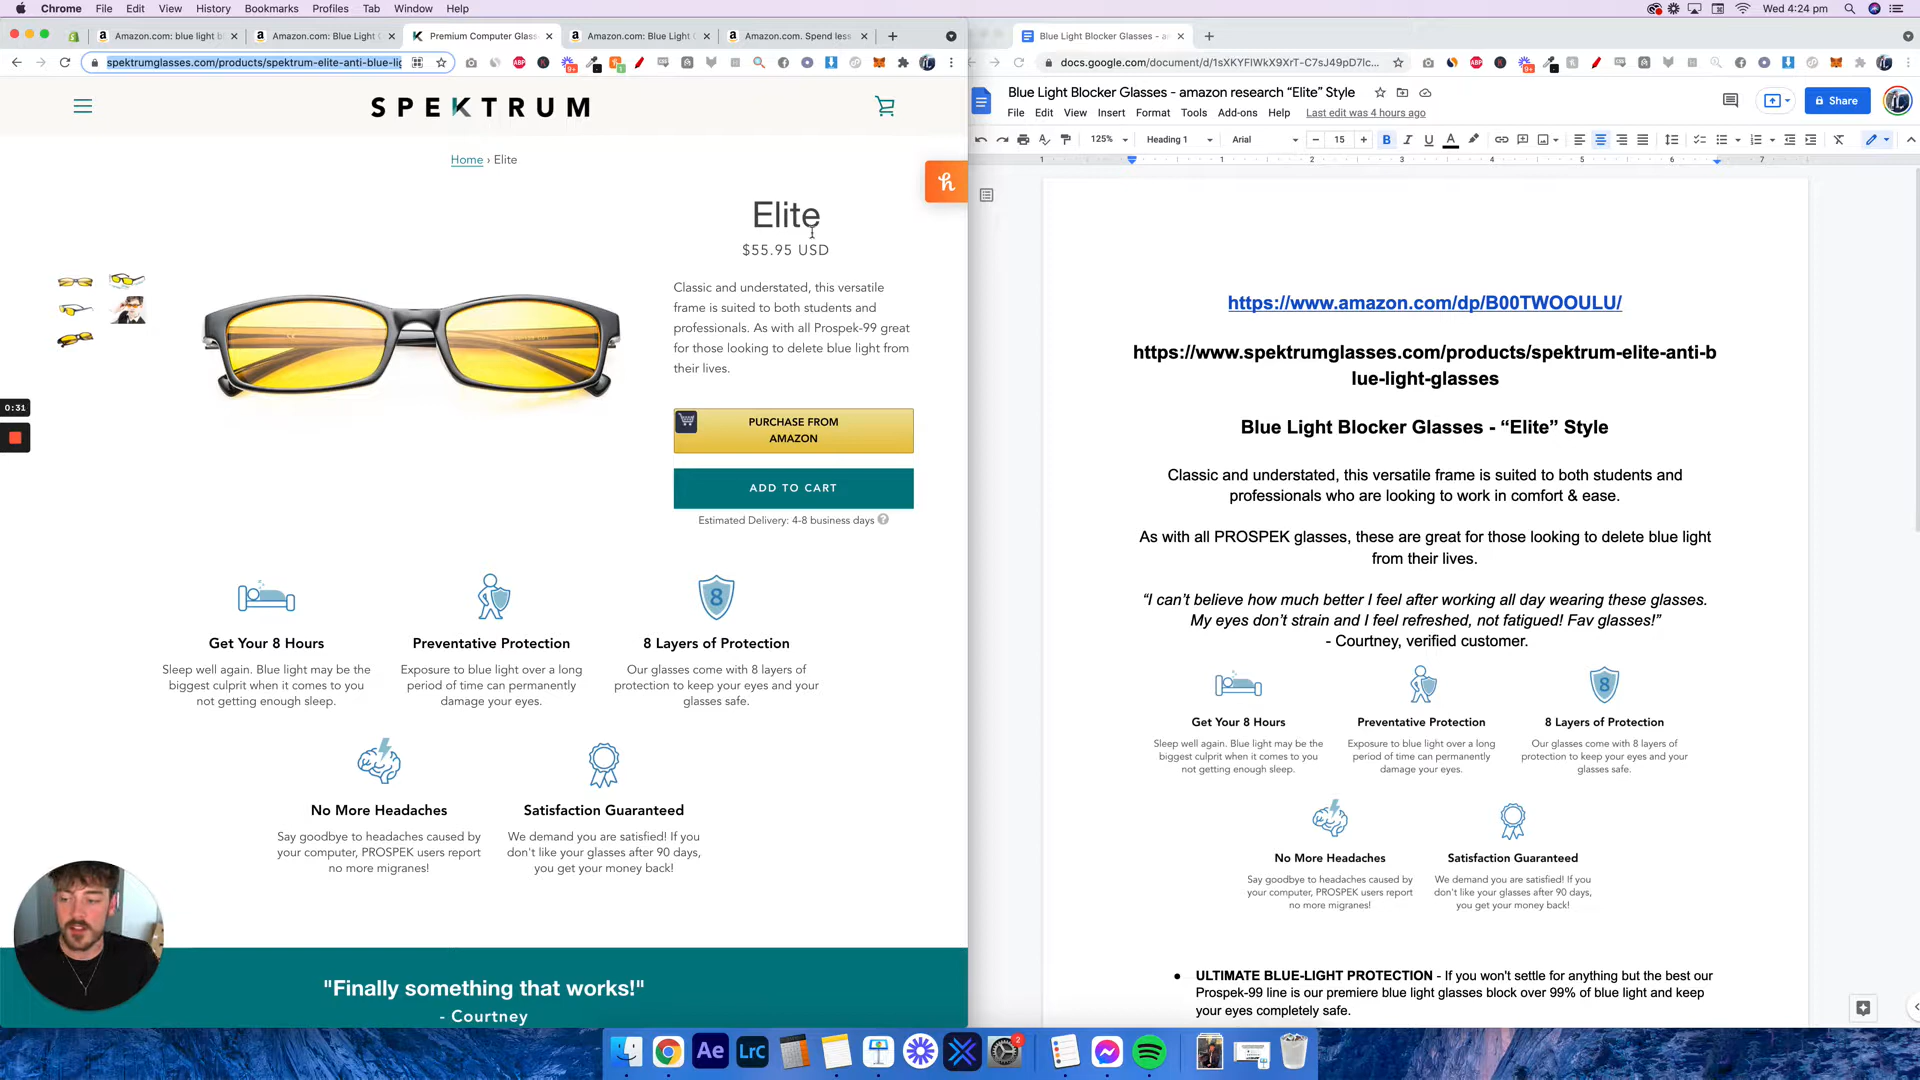 Chrome File Edit View History Bookmarks Profiles Tab Window Help
Wed 4:24 pm
Amazon.com: blue light b
Amazon.com: Blue Light
Premium Computer Glass
Amazon.com: Blue Light
Amazon.com. Spend less
spektrumglasses.com/products/spektrum-elite-anti-blue-lig
SPEKTRUM
Home › Elite
Elite
$55.95 USD
Classic and understated, this versatile
frame is suited to both students and
professionals. As with all Prospek-99 great
for those looking to delete blue light from
their lives.
PURCHASE FROM
AMAZON
ADD TO CART
Estimated Delivery: 4-8 business days ?
0:31
Get Your 8 Hours
Sleep well again. Blue light may be the
biggest culprit when it comes to you
not getting enough sleep.
Preventative Protection
Exposure to blue light over a long
period of time can permanently
damage your eyes.
8
8 Layers of Protection
Our glasses come with 8 layers of
protection to keep your eyes and your
glasses safe.
No More Headaches
Say goodbye to headaches caused by
your computer, PROSPEK users report
no more migranes!
Satisfaction Guaranteed
We demand you are satisfied! If you
don't like your glasses after 90 days,
you get your money back!
"Finally something that works!"
- Courtney
Blue Light Blocker Glasses - a
docs.google.com/document/d/1sXKYFIWkX9XrT-C7sJ49pD7lc...
Blue Light Blocker Glasses - amazon research “Elite” Style
File Edit View Insert Format Tools Add-ons Help Last edit was 4 hours ago
Share
125% Heading 1 Arial 15
1 1 2 3 4 5 6 7
https://www.amazon.com/dp/B00TWOOULU/
https://www.spektrumglasses.com/products/spektrum-elite-anti-b
lue-light-glasses
Blue Light Blocker Glasses - “Elite” Style
Classic and understated, this versatile frame is suited to both students and
professionals who are looking to work in comfort & ease.
As with all PROSPEK glasses, these are great for those looking to delete blue light
from their lives.
“I can’t believe how much better I feel after working all day wearing these glasses.
My eyes don’t strain and I feel refreshed, not fatigued! Fav glasses!”
- Courtney, verified customer.
Get Your 8 Hours
Sleep well again. Blue light may be the
biggest culprit when it comes to you
not getting enough sleep.
Preventative Protection
Exposure to blue light over a long
period of time can permanently
damage your eyes.
8
8 Layers of Protection
Our glasses come with 8 layers of
protection to keep your eyes and your
glasses safe.
No More Headaches
Say goodbye to headaches caused by
your computer, PROSPEK users report
no more migranes!
Satisfaction Guaranteed
We demand you are satisfied! If you
don't like your glasses after 90 days,
you get your money back!
● ULTIMATE BLUE-LIGHT PROTECTION - If you won't settle for anything but the best our
Prospek-99 line is our premiere blue light glasses block over 99% of blue light and keep
your eyes completely safe.
Ae
Lrc
2